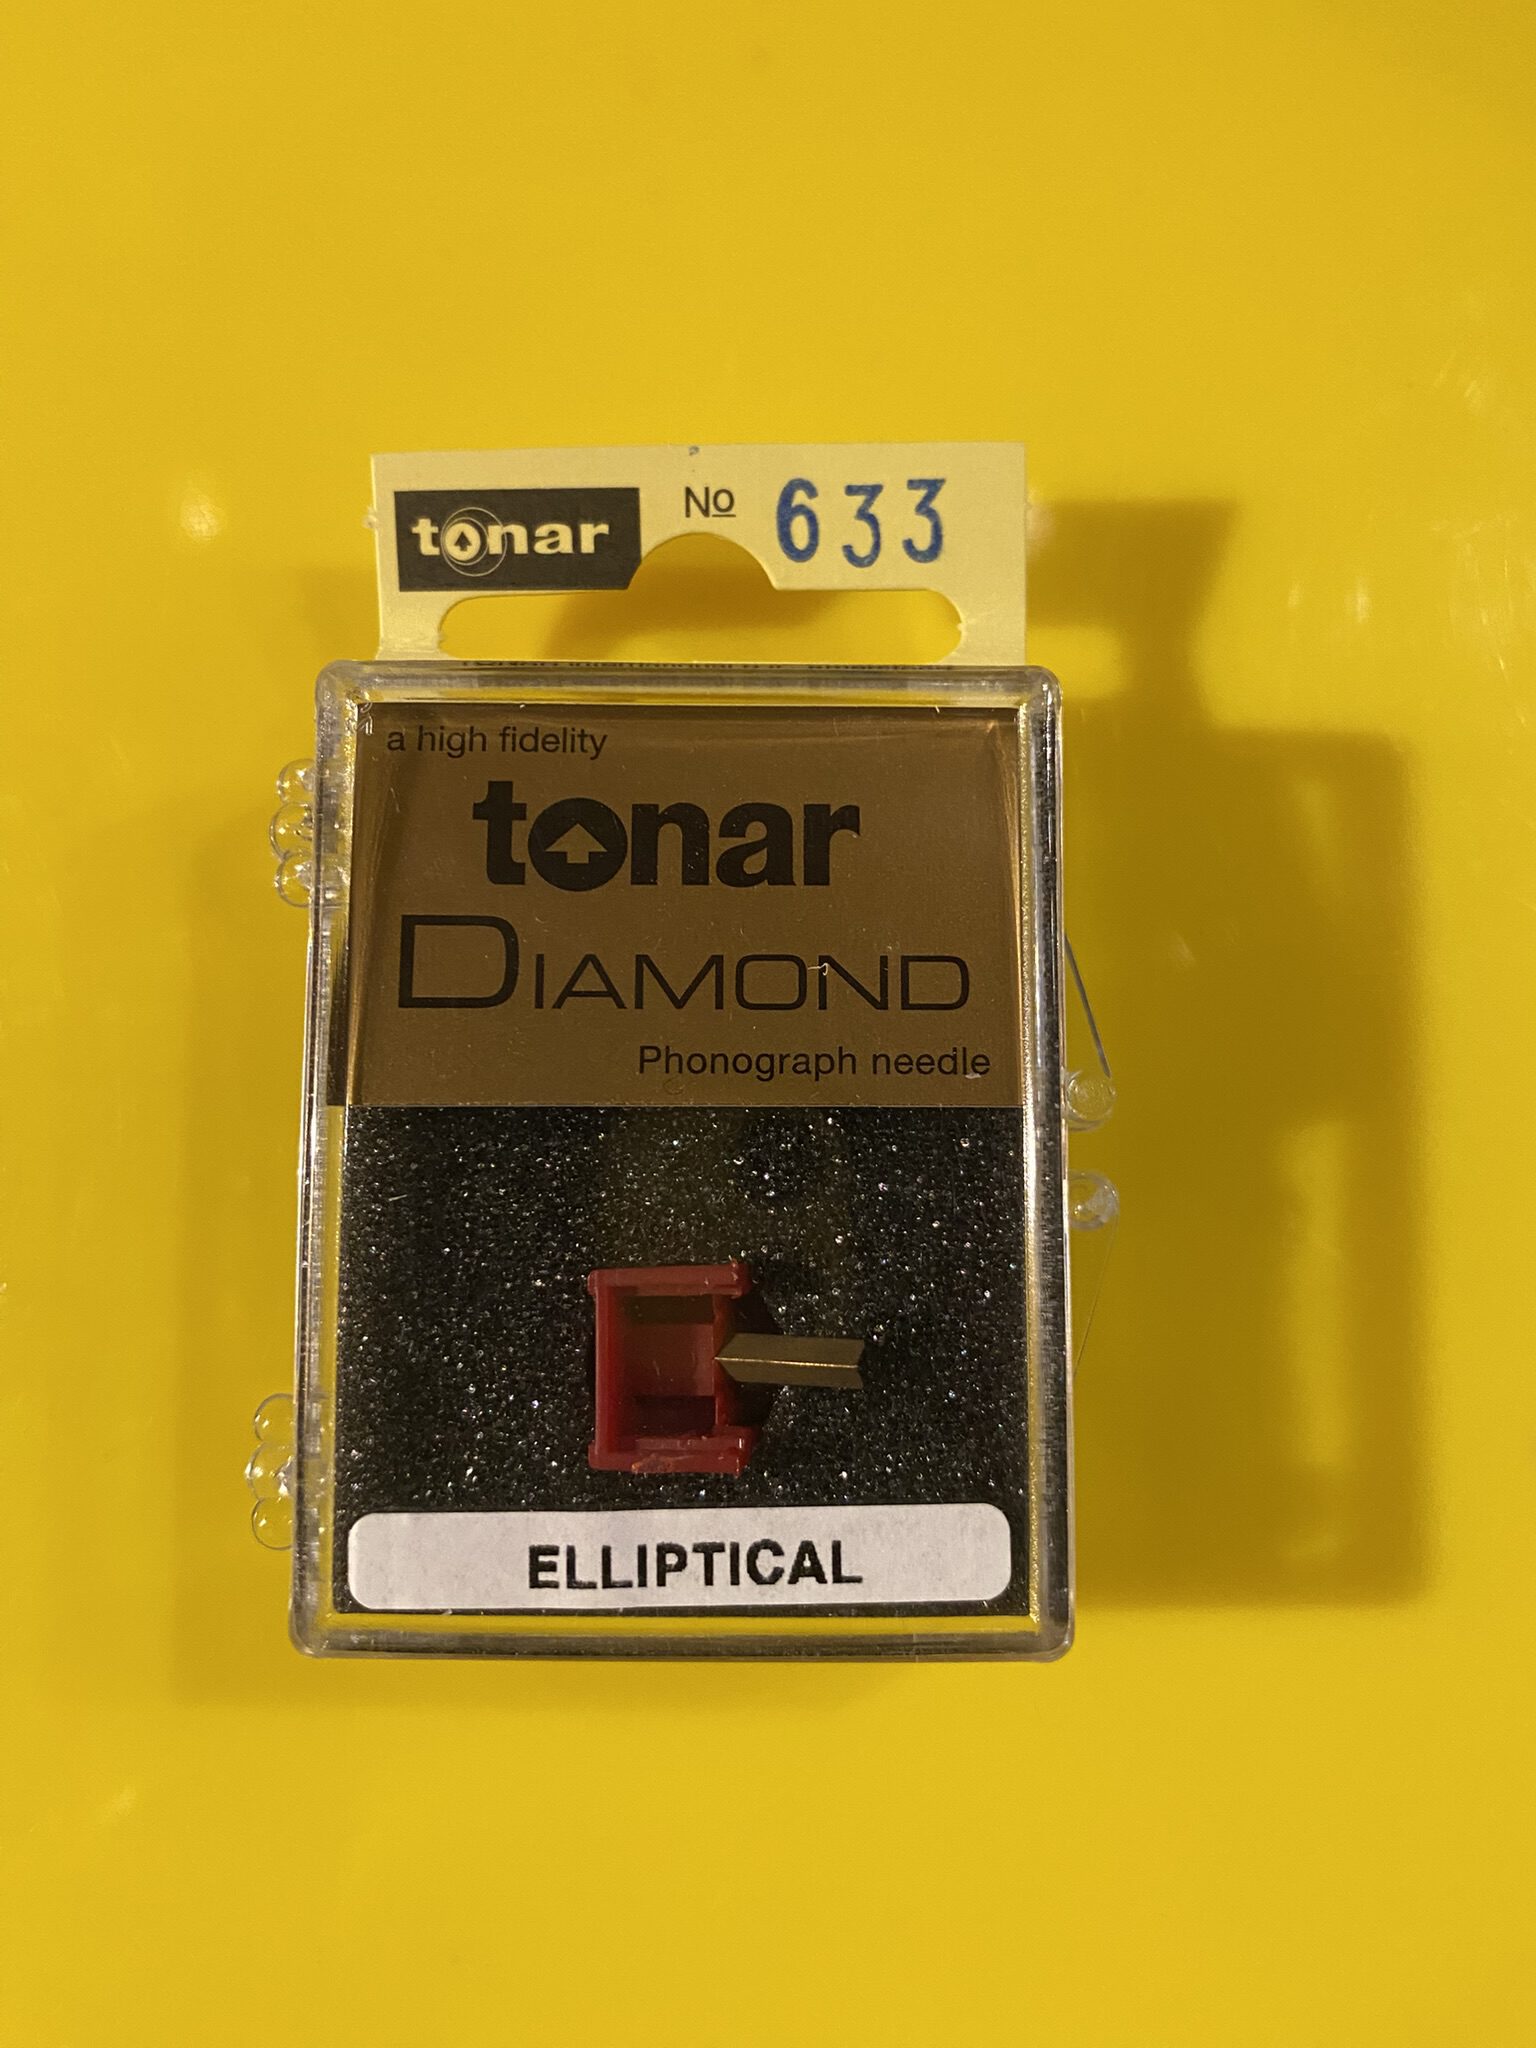 tonar No 633
a high fidelity
tonar
DIAMOND
Phonograph needle
ELLIPTICAL